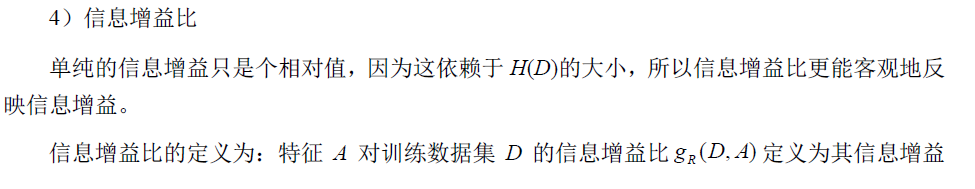 4）信息增益比
单纯的信息增益只是个相对值，因为这依赖于 H(D)的大小，所以信息增益比更能客观地反
映信息增益。
信息增益比的定义为：特征 A 对训练数据集 D 的信息增益比 g_R(D, A) 定义为其信息增益